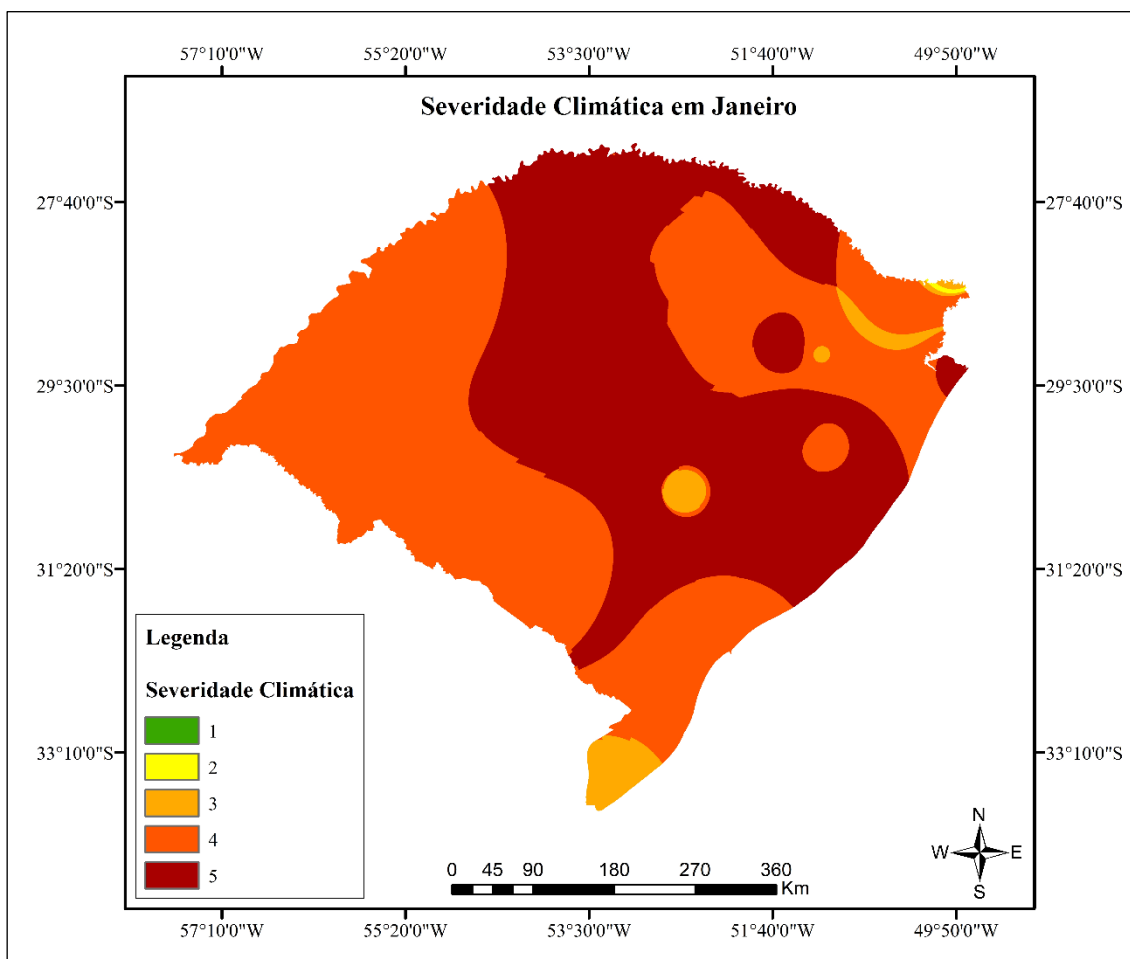 57°10'0"W 55°20'0"W 53°30'0"W 51°40'0"W 49°50'0"W
Severidade Climática em Janeiro
27°40'0"S 27°40'0"S
29°30'0"S 29°30'0"S
31°20'0"S 31°20'0"S
33°10'0"S 33°10'0"S
Legenda
Severidade Climática
1
2
3
4
5
N
W E
S
0 45 90 180 270 360
Km
57°10'0"W 55°20'0"W 53°30'0"W 51°40'0"W 49°50'0"W